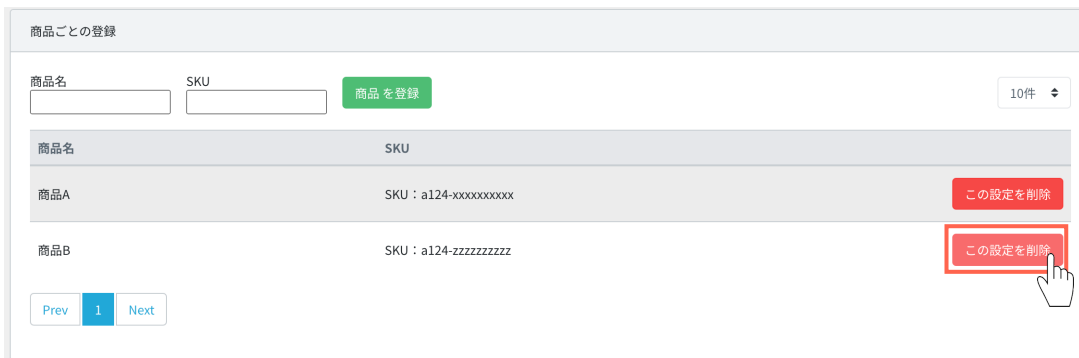 商品ごとの登録
商品名 SKU
商品 を登録
10件
商品名 SKU
商品A SKU：a124-xxxxxxxxxx この設定を削除
商品B SKU：a124-zzzzzzzzzz この設定を削除
Prev 1 Next